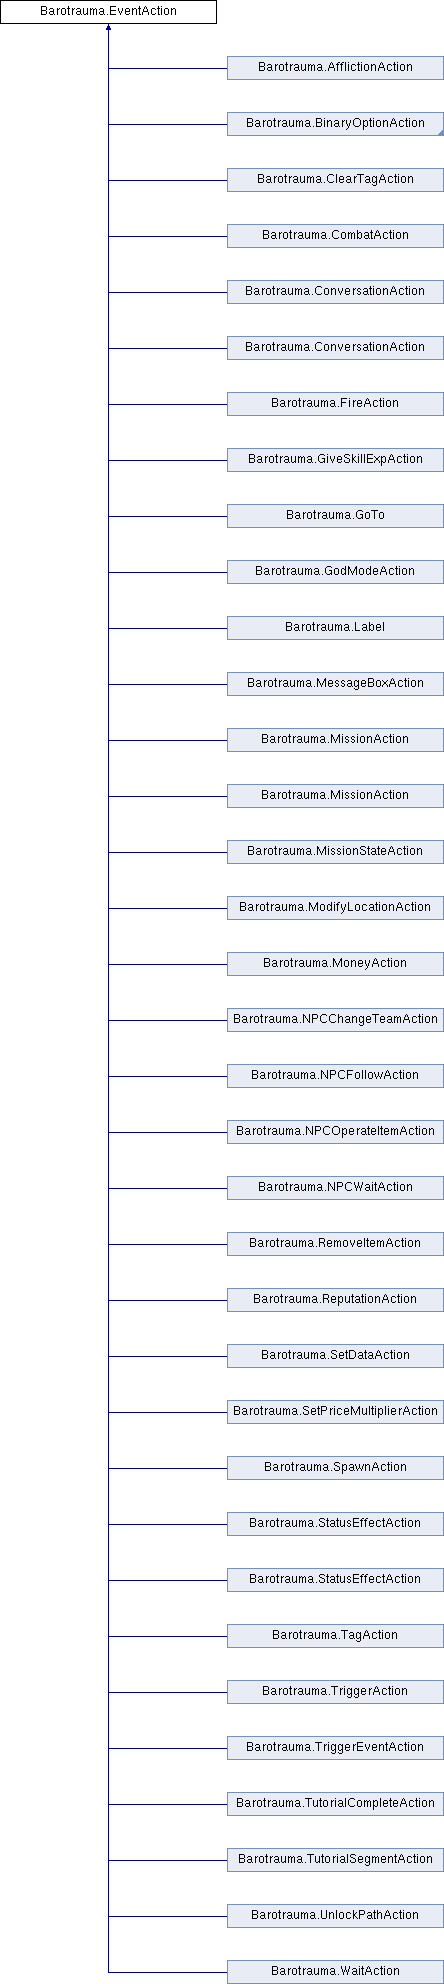 Barotrauma.EventAction
Barotrauma.AfflictionAction
Barotrauma.BinaryOptionAction
Barotrauma.ClearTagAction
Barotrauma.CombatAction
Barotrauma.ConversationAction
Barotrauma.ConversationAction
Barotrauma.FireAction
Barotrauma.GiveSkillExpAction
Barotrauma.GoTo
Barotrauma.GodModeAction
Barotrauma.Label
Barotrauma.MessageBoxAction
Barotrauma.MissionAction
Barotrauma.MissionAction
Barotrauma.MissionStateAction
Barotrauma.ModifyLocationAction
Barotrauma.MoneyAction
Barotrauma.NPCChangeTeamAction
Barotrauma.NPCFollowAction
Barotrauma.NPCOperateItemAction
Barotrauma.NPCWaitAction
Barotrauma.RemoveItemAction
Barotrauma.ReputationAction
Barotrauma.SetDataAction
Barotrauma.SetPriceMultiplierAction
Barotrauma.SpawnAction
Barotrauma.StatusEffectAction
Barotrauma.StatusEffectAction
Barotrauma.TagAction
Barotrauma.TriggerAction
Barotrauma.TriggerEventAction
Barotrauma.TutorialCompleteAction
Barotrauma.TutorialSegmentAction
Barotrauma.UnlockPathAction
Barotrauma.WaitAction